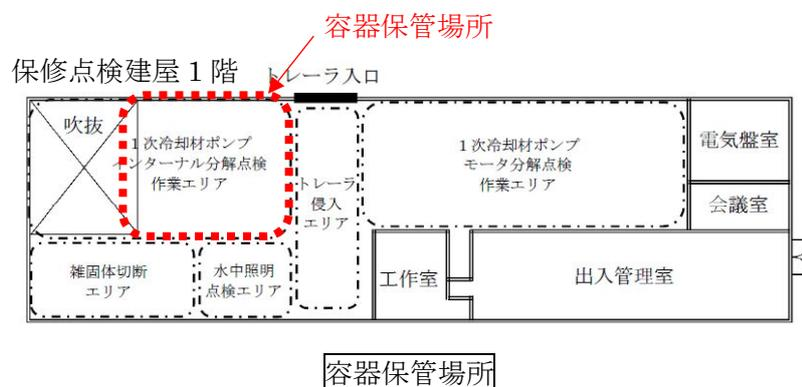 容器保管場所
保修点検建屋1階
トレーラ入口
吹抜
1次冷却材ポンプ
インターナル分解点検
作業エリア
トレーラ
侵入
エリア
1次冷却材ポンプ
モータ分解点検
作業エリア
電気盤室
会議室
雑固体切断
エリア
水中照明
点検エリア
工作室
出入管理室
容器保管場所